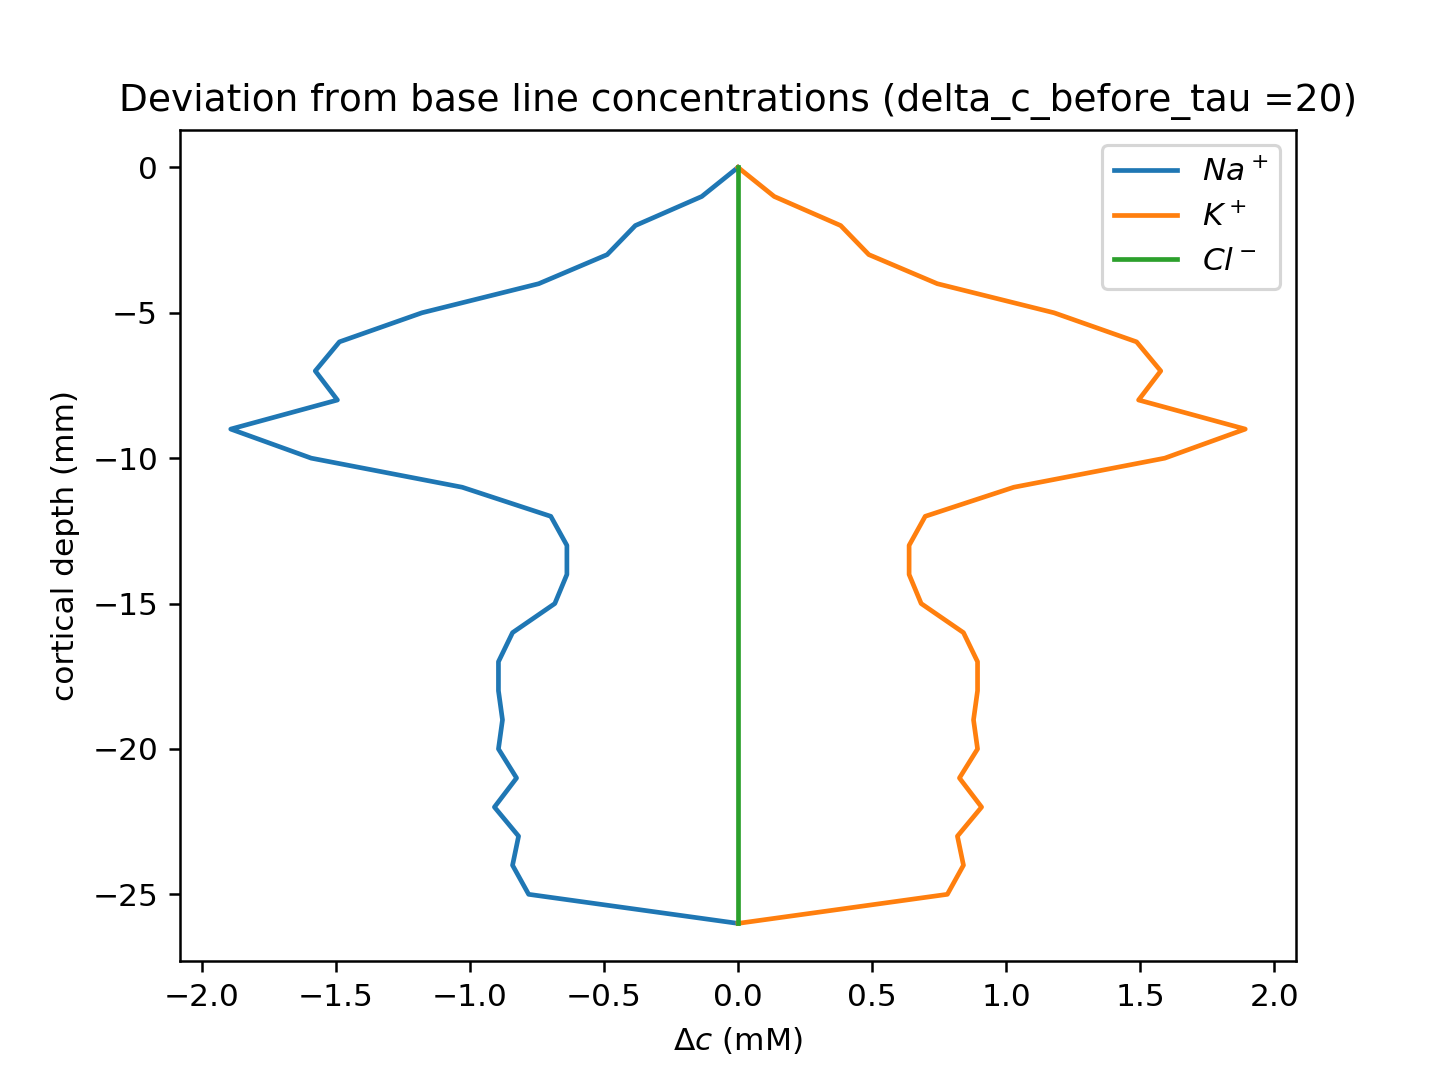 Deviation from base line concentrations (delta_c_before_tau =20)
Na⁺
K⁺
Cl⁻
0
−5
−10
−15
−20
−25
cortical depth (mm)
−2.0 −1.5 −1.0 −0.5 0.0 0.5 1.0 1.5 2.0
Δc (mM)